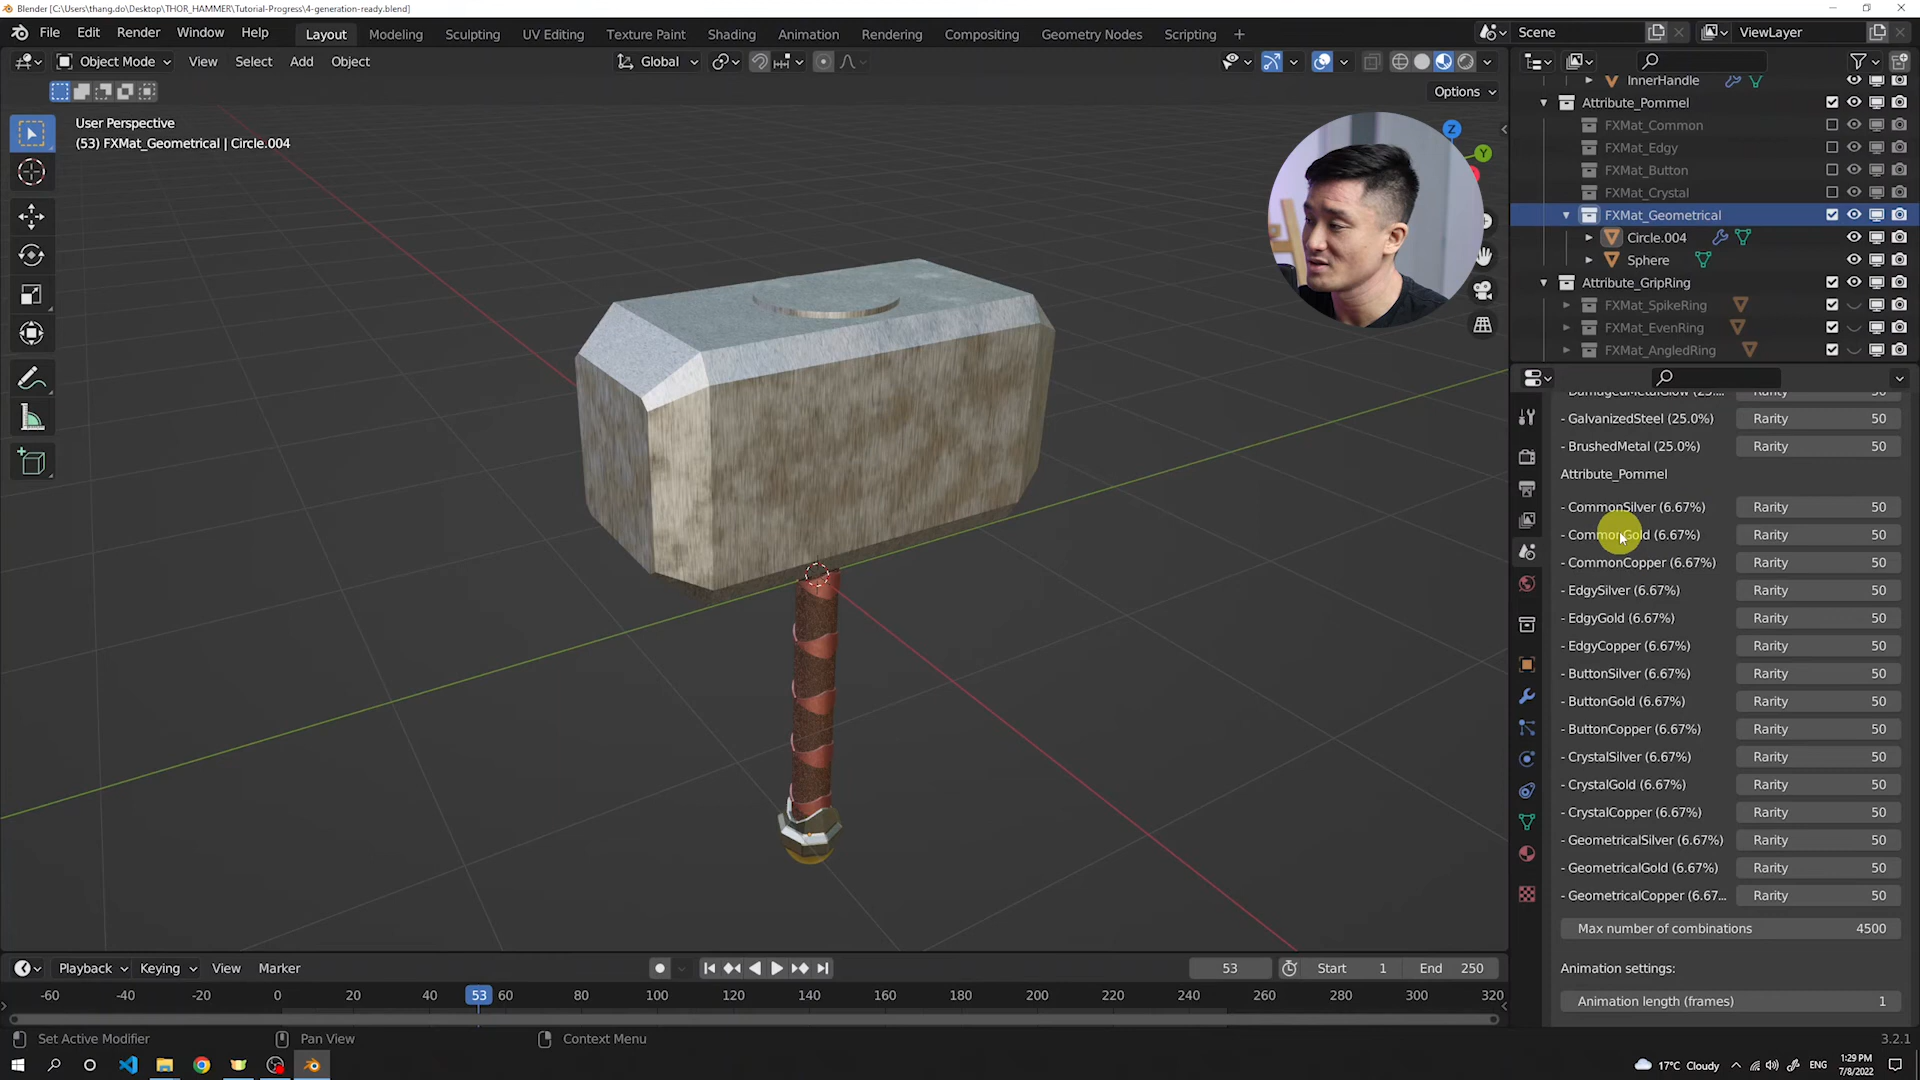 Blender [C:\Users\thang.do\Desktop\THOR_HAMMER\Tutorial-Progress\4-generation-ready.blend]
File Edit Render Window Help Layout Modeling Sculpting UV Editing Texture Paint Shading Animation Rendering Compositing Geometry Nodes Scripting + Scene ViewLayer
Object Mode View Select Add Object Global
Options
User Perspective
(53) FXMat_Geometrical | Circle.004
Z
Y
InnerHandle
Attribute_Pommel
FXMat_Common
FXMat_Edgy
FXMat_Button
FXMat_Crystal
FXMat_Geometrical
Circle.004
Sphere
Attribute_GripRing
FXMat_SpikeRing
FXMat_EvenRing
FXMat_AngledRing
- GalvanizedSteel (25.0%) Rarity 50
- BrushedMetal (25.0%) Rarity 50
Attribute_Pommel
- CommonSilver (6.67%) Rarity 50
- CommonGold (6.67%) Rarity 50
- CommonCopper (6.67%) Rarity 50
- EdgySilver (6.67%) Rarity 50
- EdgyGold (6.67%) Rarity 50
- EdgyCopper (6.67%) Rarity 50
- ButtonSilver (6.67%) Rarity 50
- ButtonGold (6.67%) Rarity 50
- ButtonCopper (6.67%) Rarity 50
- CrystalSilver (6.67%) Rarity 50
- CrystalGold (6.67%) Rarity 50
- CrystalCopper (6.67%) Rarity 50
- GeometricalSilver (6.67%) Rarity 50
- GeometricalGold (6.67%) Rarity 50
- GeometricalCopper (6.67... Rarity 50
Max number of combinations 4500
Animation settings:
Animation length (frames) 1
Playback Keying View Marker 53 Start 1 End 250
-60 -40 -20 0 20 40 53 60 80 100 120 140 160 180 200 220 240 260 280 300 320
Set Active Modifier Pan View Context Menu 3.2.1
17°C Cloudy ENG 1:29 PM
7/8/2022